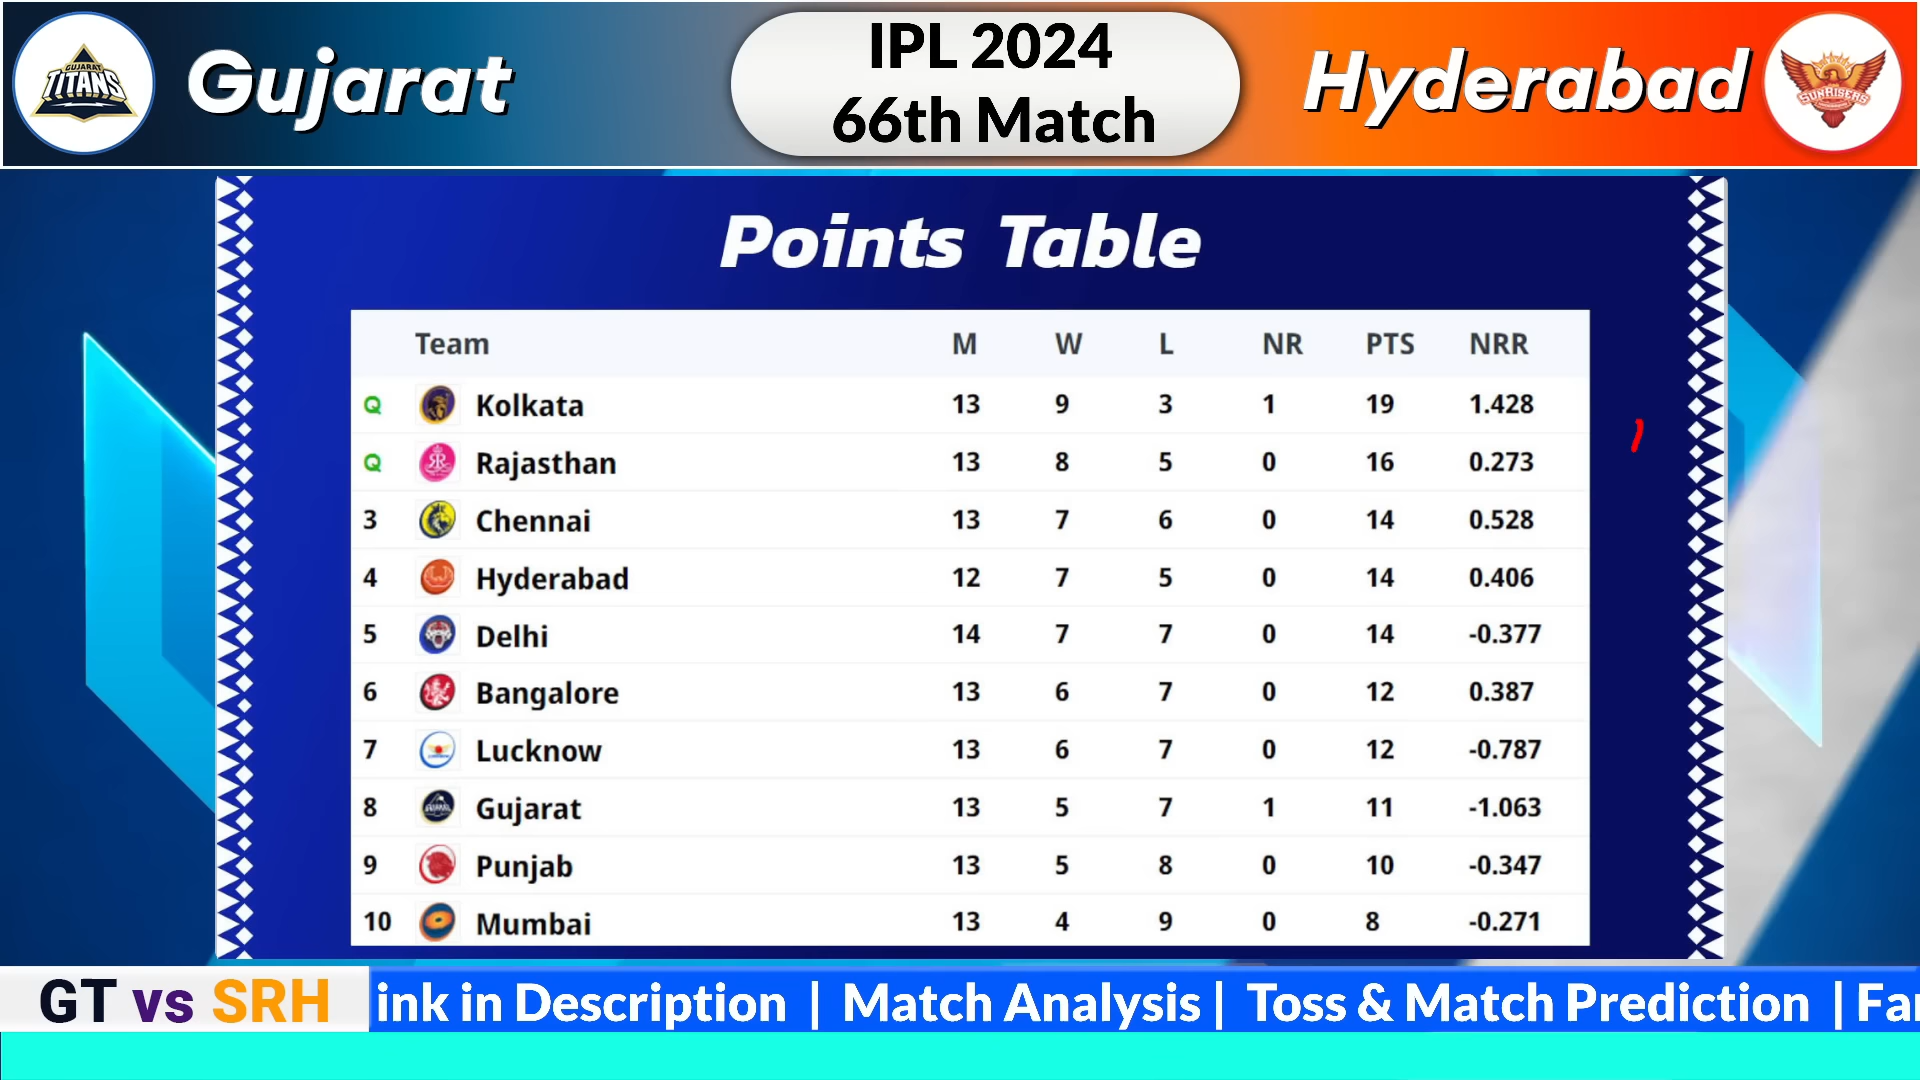 GUJARAT
TITANS
Gujarat
IPL 2024
66th Match
Hyderabad
SUNRISERS
Points Table
Team M W L NR PTS NRR
Q Kolkata 13 9 3 1 19 1.428
Q Rajasthan 13 8 5 0 16 0.273
3 Chennai 13 7 6 0 14 0.528
4 Hyderabad 12 7 5 0 14 0.406
5 Delhi 14 7 7 0 14 -0.377
6 Bangalore 13 6 7 0 12 0.387
7 Lucknow 13 6 7 0 12 -0.787
8 Gujarat 13 5 7 1 11 -1.063
9 Punjab 13 5 8 0 10 -0.347
10 Mumbai 13 4 9 0 8 -0.271
GT vs SRH ink in Description | Match Analysis | Toss & Match Prediction | Fa